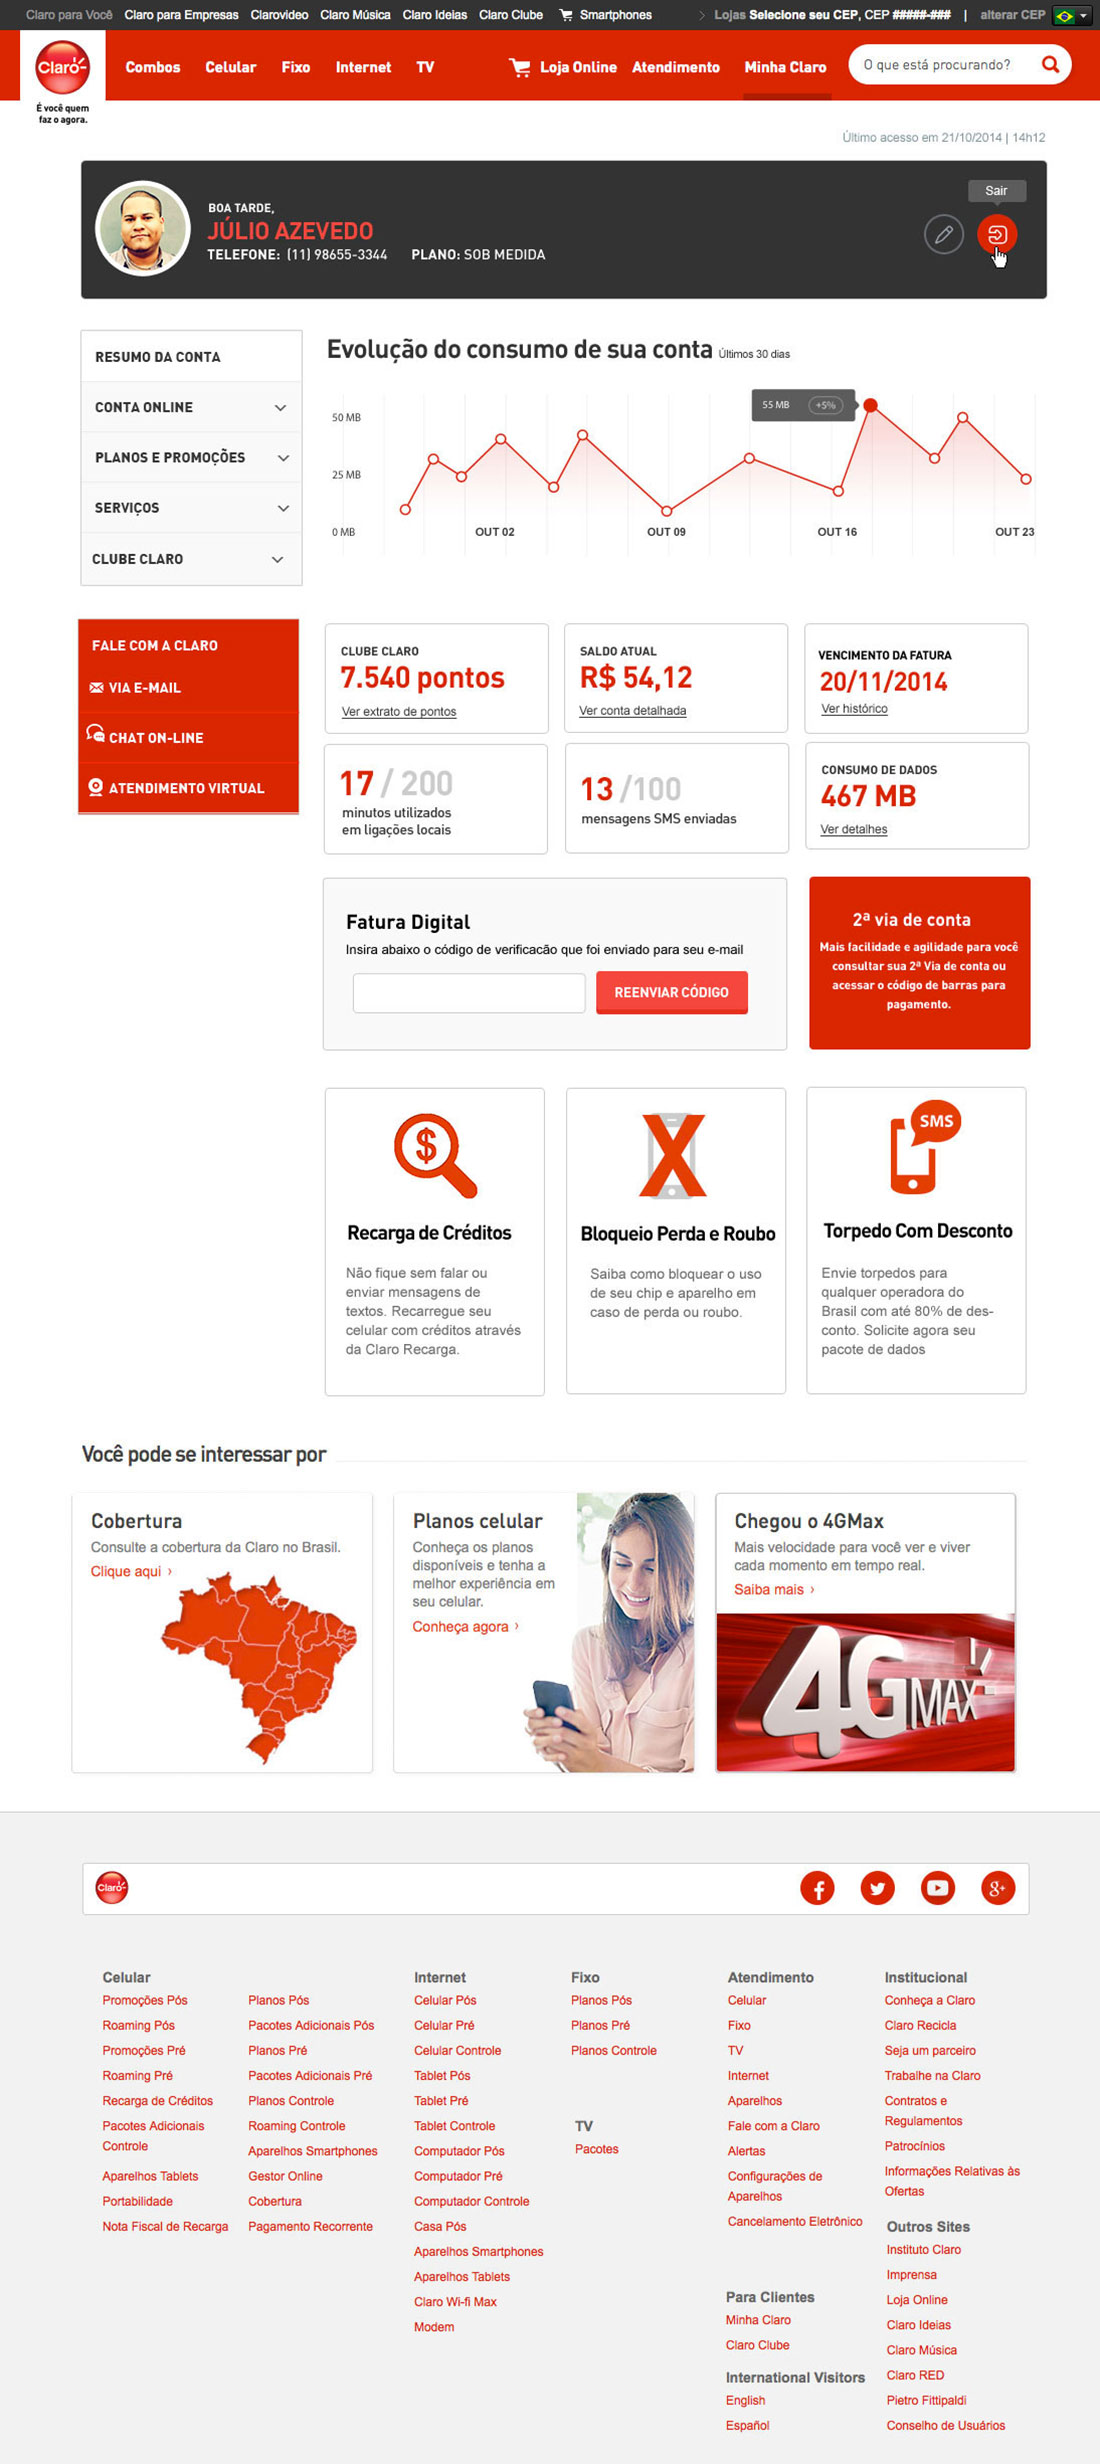 Claro para Você Claro para Empresas Clarovideo Claro Música Claro Ideias Claro Clube Smartphones Lojas Selecione seu CEP, CEP #####-### | alterar CEP
Claro
É você quem
faz o agora.
Combos Celular Fixo Internet TV Loja Online Atendimento Minha Claro O que está procurando?
Último acesso em 21/10/2014 | 14h12
Sair
BOA TARDE,
JÚLIO AZEVEDO
TELEFONE: (11) 98655-3344 PLANO: SOB MEDIDA
RESUMO DA CONTA
CONTA ONLINE
PLANOS E PROMOÇÕES
SERVIÇOS
CLUBE CLARO
Evolução do consumo de sua conta Últimos 30 dias
55 MB +5%
50 MB
25 MB
0 MB
OUT 02 OUT 09 OUT 16 OUT 23
FALE COM A CLARO
VIA E-MAIL
CHAT ON-LINE
ATENDIMENTO VIRTUAL
CLUBE CLARO
7.540 pontos
Ver extrato de pontos
SALDO ATUAL
R$ 54,12
Ver conta detalhada
VENCIMENTO DA FATURA
20/11/2014
Ver histórico
17 / 200
minutos utilizados
em ligações locais
13 /100
mensagens SMS enviadas
CONSUMO DE DADOS
467 MB
Ver detalhes
Fatura Digital
Insira abaixo o código de verificacão que foi enviado para seu e-mail
REENVIAR CÓDIGO
2ª via de conta
Mais facilidade e agilidade para você
consultar sua 2ª Via de conta ou
acessar o código de barras para
pagamento.
$
Recarga de Créditos
Não fique sem falar ou
enviar mensagens de
textos. Recarregue seu
celular com créditos através
da Claro Recarga.
X
Bloqueio Perda e Roubo
Saiba como bloquear o uso
de seu chip e aparelho em
caso de perda ou roubo.
SMS
Torpedo Com Desconto
Envie torpedos para
qualquer operadora do
Brasil com até 80% de des-
conto. Solicite agora seu
pacote de dados
Você pode se interessar por
Cobertura
Consulte a cobertura da Claro no Brasil.
Clique aqui ›
Planos celular
Conheça os planos
disponíveis e tenha a
melhor experiência em
seu celular.
Conheça agora ›
Chegou o 4GMax
Mais velocidade para você ver e viver
cada momento em tempo real.
Saiba mais ›
4GMAX
Claro
f
g+
Celular
Promoções Pós
Roaming Pós
Promoções Pré
Roaming Pré
Recarga de Créditos
Pacotes Adicionais
Controle
Aparelhos Tablets
Portabilidade
Nota Fiscal de Recarga
Planos Pós
Pacotes Adicionais Pós
Planos Pré
Pacotes Adicionais Pré
Planos Controle
Roaming Controle
Aparelhos Smartphones
Gestor Online
Cobertura
Pagamento Recorrente
Internet
Celular Pós
Celular Pré
Celular Controle
Tablet Pós
Tablet Pré
Tablet Controle
Computador Pós
Computador Pré
Computador Controle
Casa Pós
Aparelhos Smartphones
Aparelhos Tablets
Claro Wi-fi Max
Modem
Fixo
Planos Pós
Planos Pré
Planos Controle
TV
Pacotes
Atendimento
Celular
Fixo
TV
Internet
Aparelhos
Fale com a Claro
Alertas
Configurações de
Aparelhos
Cancelamento Eletrônico
Para Clientes
Minha Claro
Claro Clube
International Visitors
English
Español
Institucional
Conheça a Claro
Claro Recicla
Seja um parceiro
Trabalhe na Claro
Contratos e
Regulamentos
Patrocínios
Informações Relativas às
Ofertas
Outros Sites
Instituto Claro
Imprensa
Loja Online
Claro Ideias
Claro Música
Claro RED
Pietro Fittipaldi
Conselho de Usuários